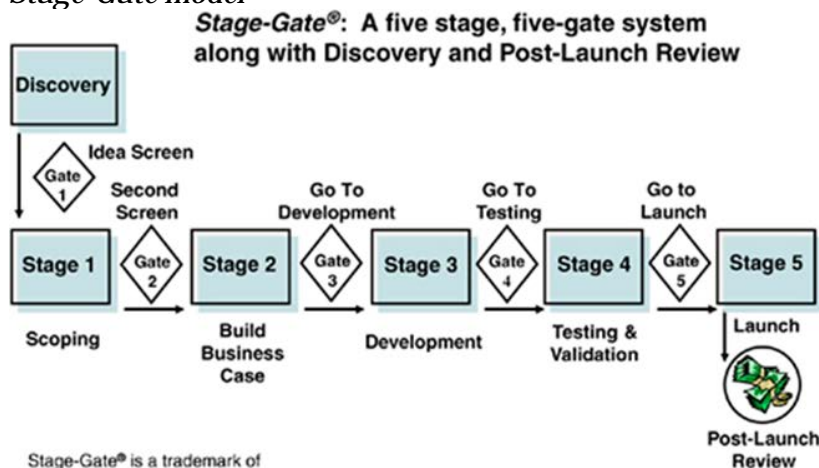 Stage-Gate model
Stage-Gate®: A five stage, five-gate system
along with Discovery and Post-Launch Review
Discovery
Idea Screen
Gate
1
Second
Screen
Go To
Development
Go To
Testing
Go to
Launch
Stage 1
Gate
2
Stage 2
Gate
3
Stage 3
Gate
4
Stage 4
Gate
5
Stage 5
Scoping
Build
Business
Case
Development
Testing &
Validation
Launch
Post-Launch
Review
Stage-Gate® is a trademark of